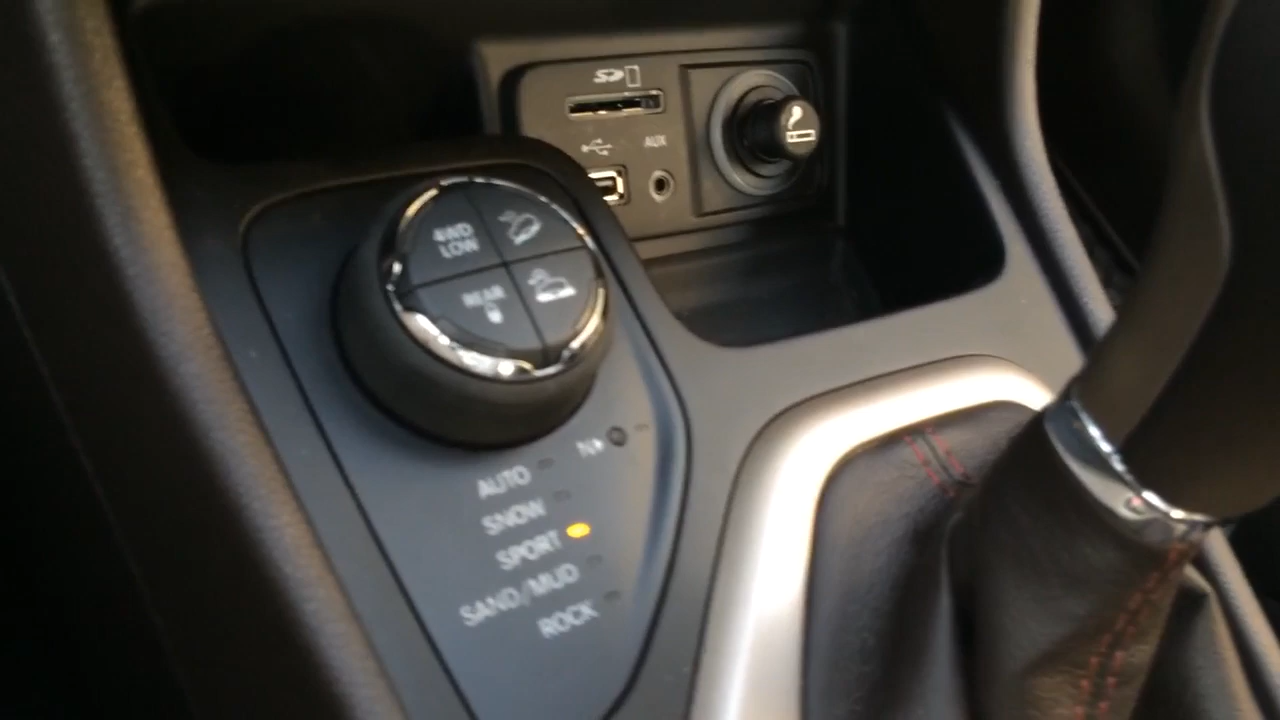 SD
AUX
4WD
LOW
REAR
N
AUTO
SNOW
SPORT
SAND/MUD
ROCK